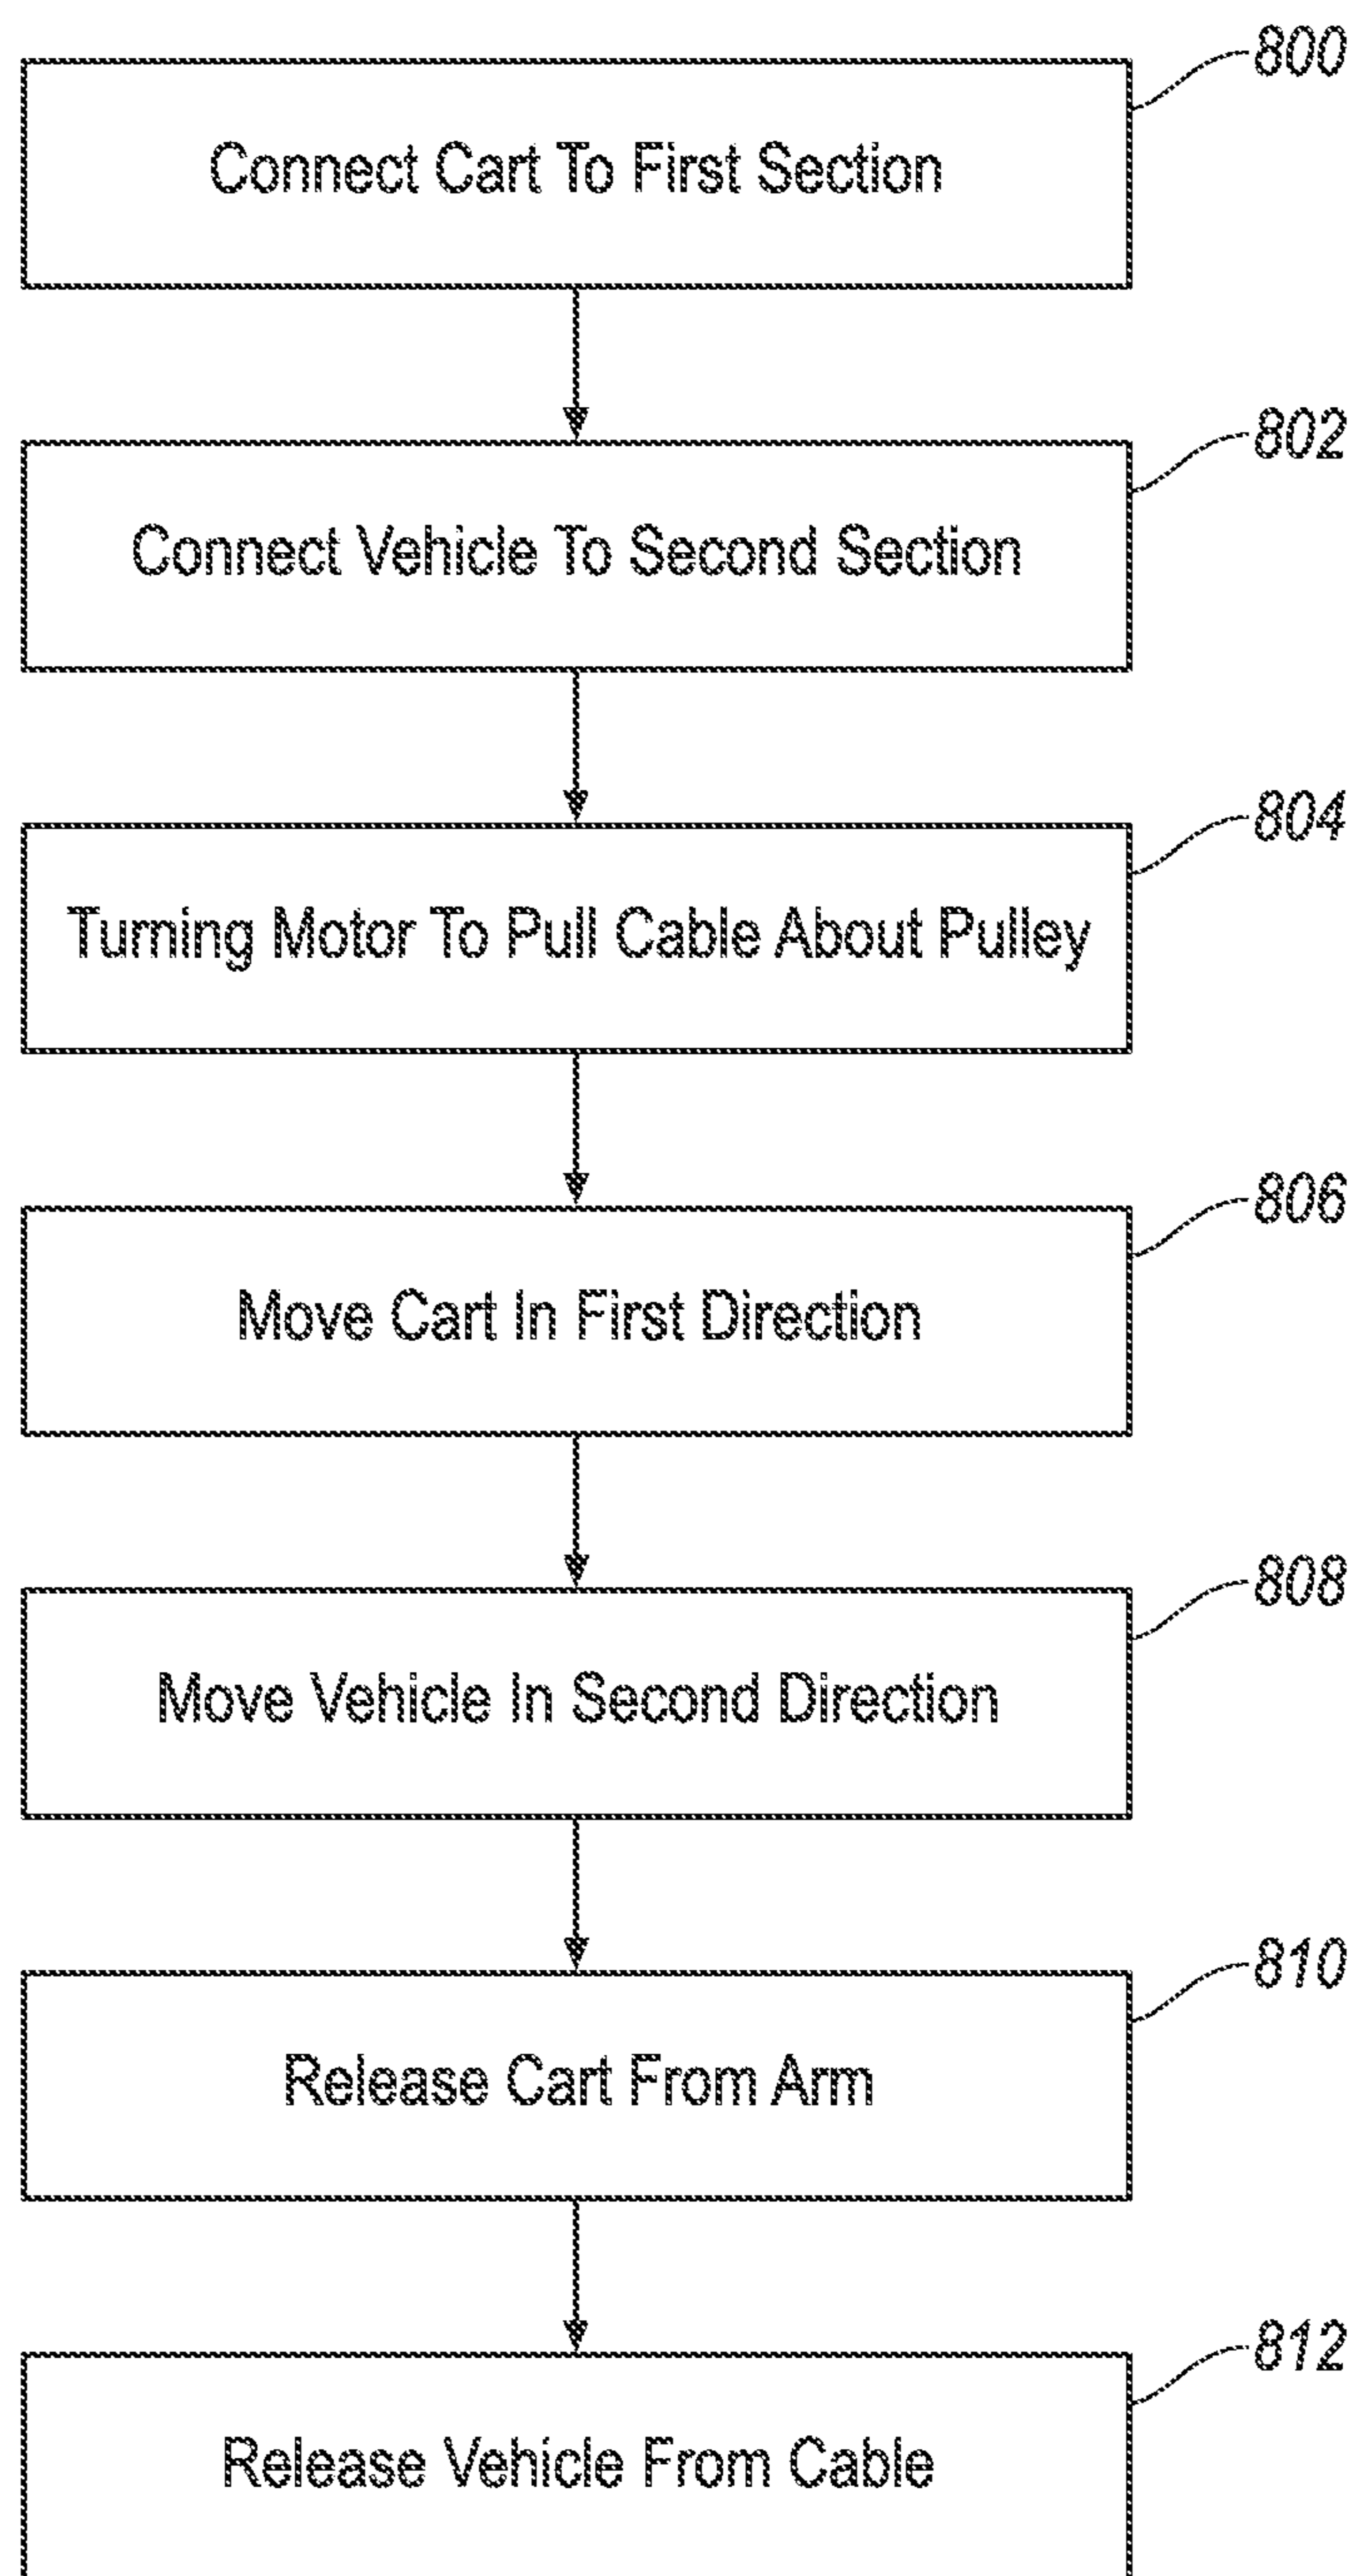 800
Connect Cart To First Section
802
Connect Vehicle To Second Section
804
Turning Motor To Pull Cable About Pulley
806
Move Cart In First Direction
808
Move Vehicle In Second Direction
810
Release Cart From Arm
812
Release Vehicle From Cable